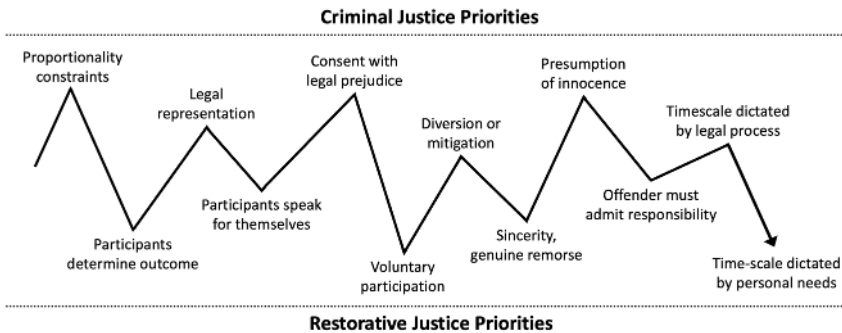 Criminal Justice Priorities
Proportionality
constraints
Participants
determine outcome
Legal
representation
Participants speak
for themselves
Consent with
legal prejudice
Voluntary
participation
Diversion or
mitigation
Sincerity,
genuine remorse
Presumption
of innocence
Offender must
admit responsibility
Timescale dictated
by legal process
Time-scale dictated
by personal needs
Restorative Justice Priorities